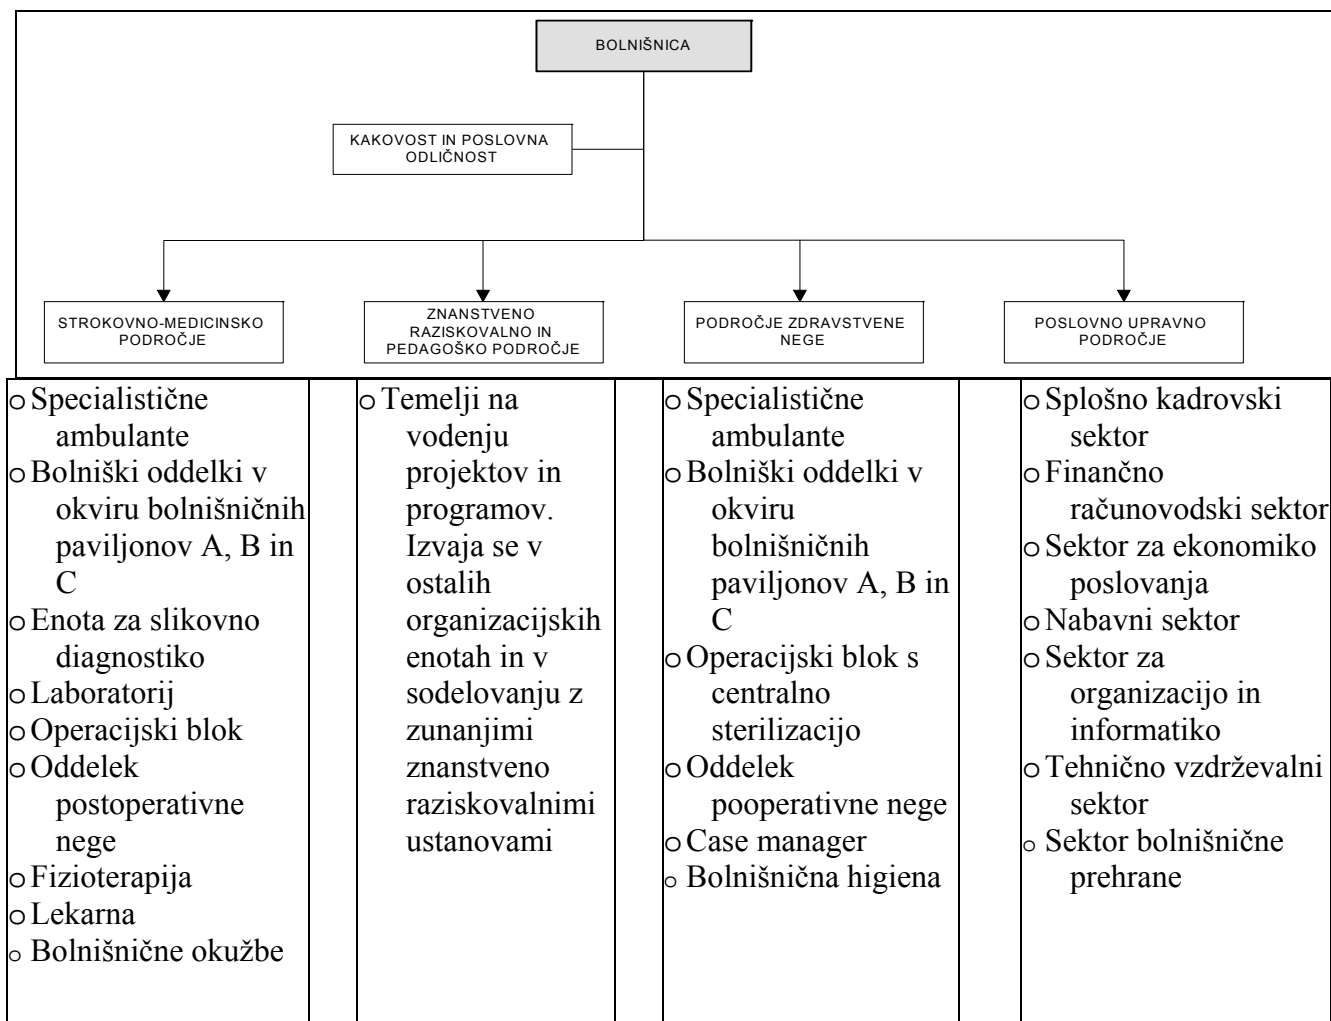 BOLNIŠNICA
KAKOVOST IN POSLOVNA
ODLIČNOST
STROKOVNO-MEDICINSKO
PODROČJE
ZNANSTVENO
RAZISKOVALNO IN
PEDAGOŠKO PODROČJE
PODROČJE ZDRAVSTVENE
NEGE
POSLOVNO UPRAVNO
PODROČJE
o Specialistične
ambulante
o Bolniški oddelki v
okviru bolnišničnih
paviljonov A, B in
C
o Enota za slikovno
diagnostiko
o Laboratorij
o Operacijski blok
o Oddelek
postoperativne
nege
o Fizioterapija
o Lekarna
o Bolnišnične okužbe
o Temelji na
vodenju
projektov in
programov.
Izvaja se v
ostalih
organizacijskih
enotah in v
sodelovanju z
zunanjimi
znanstveno
raziskovalnimi
ustanovami
o Specialistične
ambulante
o Bolniški oddelki v
okviru
bolnišničnih
paviljonov A, B in
C
o Operacijski blok s
centralno
sterilizacijo
o Oddelek
pooperativne nege
o Case manager
o Bolnišnična higiena
o Splošno kadrovski
sektor
o Finančno
računovodski sektor
o Sektor za ekonomiko
poslovanja
o Nabavni sektor
o Sektor za
organizacijo in
informatiko
o Tehnično vzdrževalni
sektor
o Sektor bolnišnične
prehrane